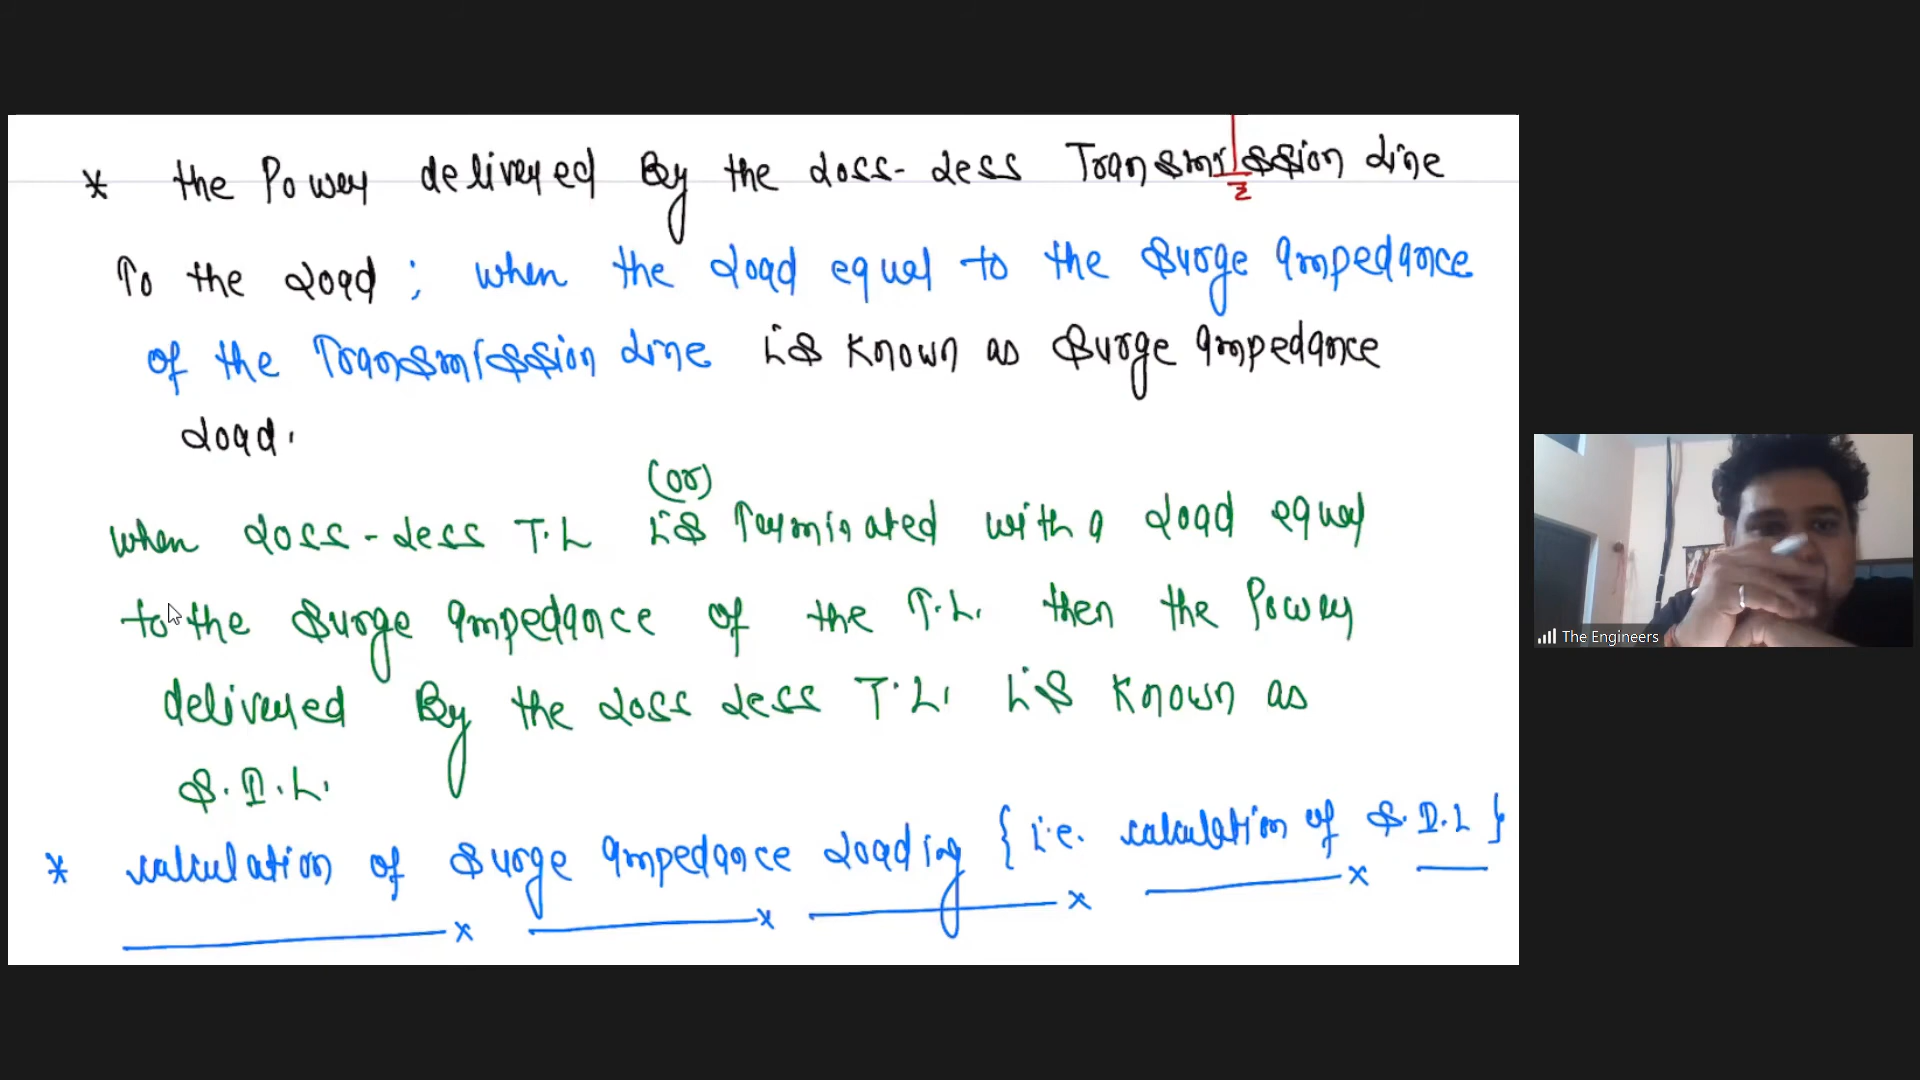 * the Power delivered By the Loss-Less Transmission Line
To the Load ; when the Load equal to the Surge Impedance
of the Transmission Line is Known as Surge Impedance
Load.
(or)
when Loss-Less T.L is Terminated with a Load equal
to the Surge Impedance of the T.L. then the Power
delivered By the Loss Less T.L. is Known as
S.I.L.
* calculation of Surge Impedance Loading { i.e. calculation of S.I.L }
The Engineers